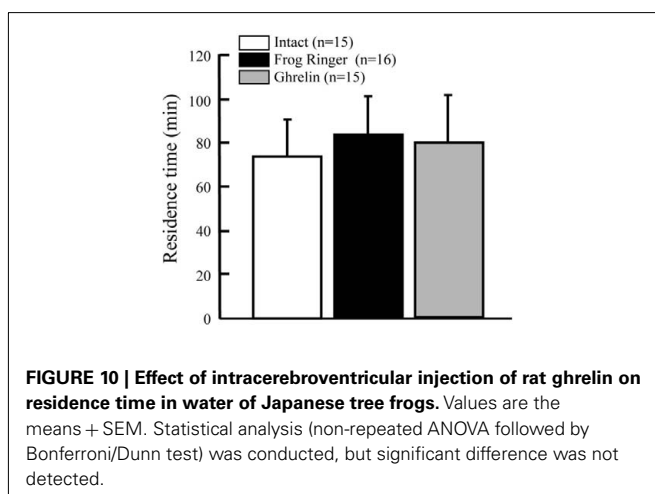 Intact (n=15)
Frog Ringer (n=16)
Ghrelin (n=15)
120
100
80
60
40
20
0
Residence time (min)
FIGURE 10 | Effect of intracerebroventricular injection of rat ghrelin on
residence time in water of Japanese tree frogs. Values are the
means + SEM. Statistical analysis (non-repeated ANOVA followed by
Bonferroni/Dunn test) was conducted, but significant difference was not
detected.